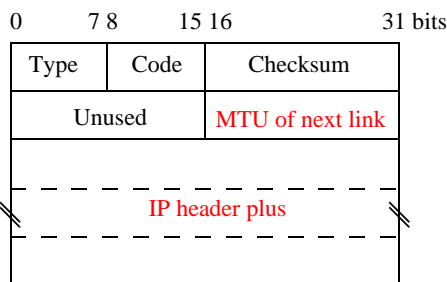 0 7 8 15 16 31 bits
Type Code Checksum
Unused MTU of next link
IP header plus